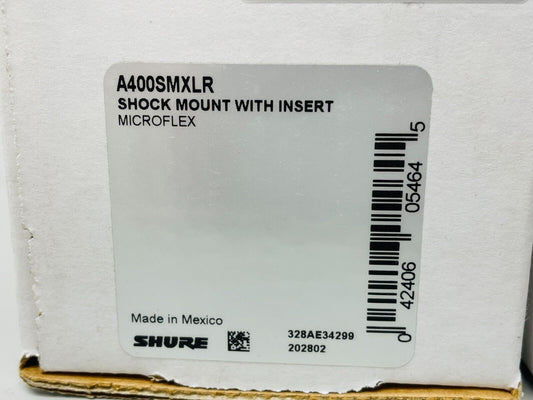 A400SMXLR
SHOCK MOUNT WITH INSERT
MICROFLEX
0 42406 05464 5
Made in Mexico
SHURE
328AE34299
202802